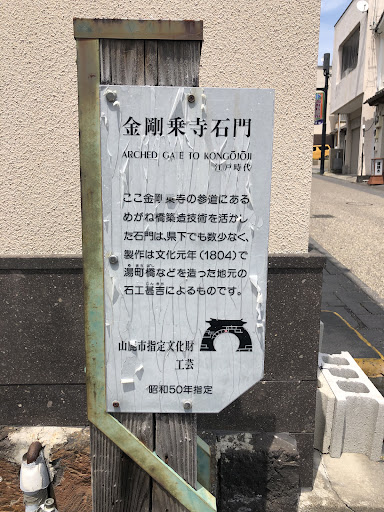 金剛乗寺石門
ARCHED GATE TO KONGŌJŌJI
江戸時代
ここ金剛乗寺の参道にある
めがね橋築造技術を活かし
た石門は、県下でも数少なく、
製作は文化元年(1804)で
湯町橋などを造った地元の
石工甚吉によるものです。
山鹿市指定文化財
工芸
昭和50年指定